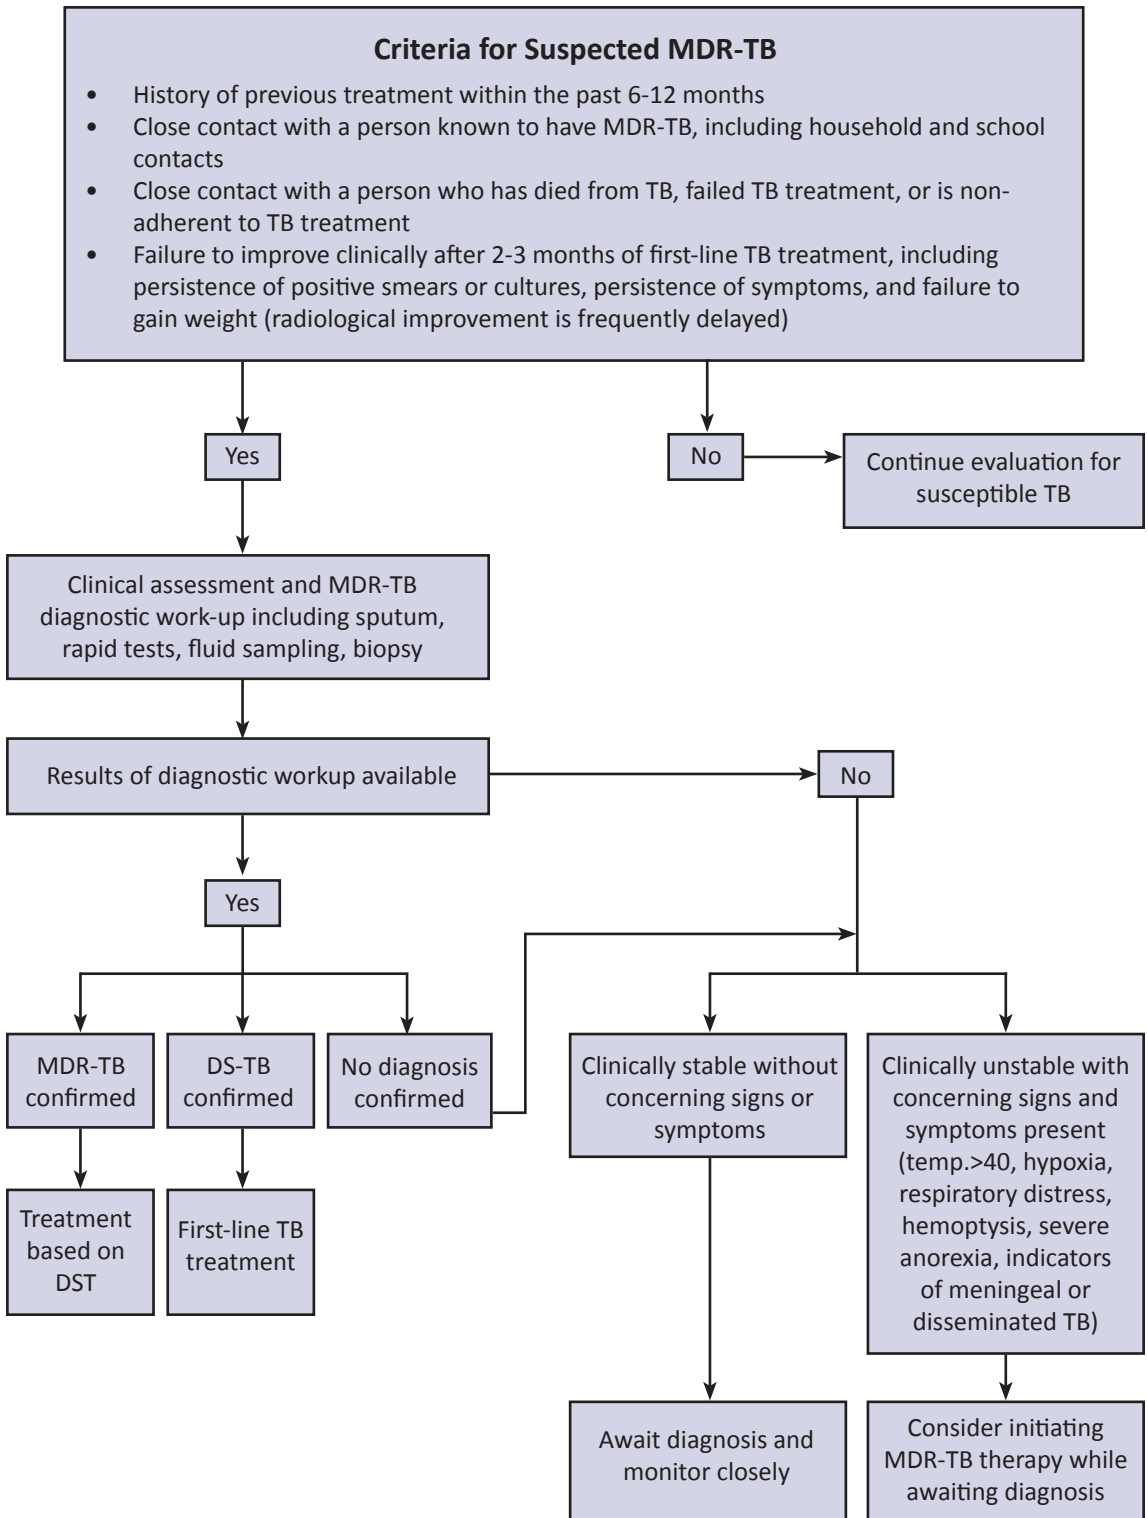 Criteria for Suspected MDR-TB
• History of previous treatment within the past 6-12 months
• Close contact with a person known to have MDR-TB, including household and school
contacts
• Close contact with a person who has died from TB, failed TB treatment, or is non-
adherent to TB treatment
• Failure to improve clinically after 2-3 months of first-line TB treatment, including
persistence of positive smears or cultures, persistence of symptoms, and failure to
gain weight (radiological improvement is frequently delayed)
Yes
No
Continue evaluation for
susceptible TB
Clinical assessment and MDR-TB
diagnostic work-up including sputum,
rapid tests, fluid sampling, biopsy
Results of diagnostic workup available
No
Yes
MDR-TB
confirmed
DS-TB
confirmed
No diagnosis
confirmed
Clinically stable without
concerning signs or
symptoms
Clinically unstable with
concerning signs and
symptoms present
(temp.>40, hypoxia,
respiratory distress,
hemoptysis, severe
anorexia, indicators
of meningeal or
disseminated TB)
Treatment
based on
DST
First-line TB
treatment
Await diagnosis and
monitor closely
Consider initiating
MDR-TB therapy while
awaiting diagnosis